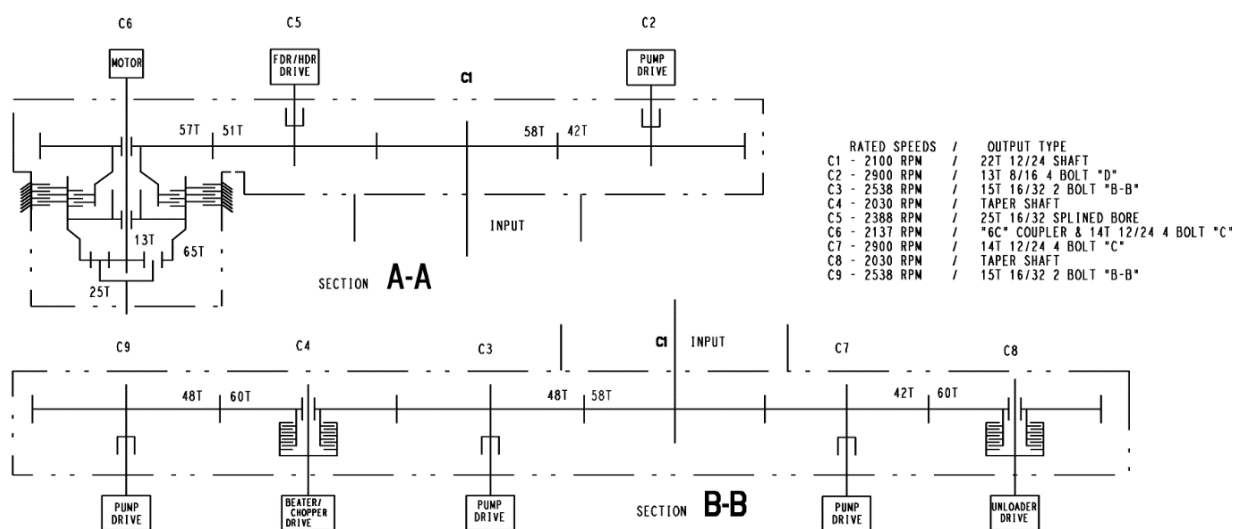 C6
C5
C2
MOTOR
FDR/HDR
DRIVE
PUMP
DRIVE
C1
57T
51T
58T
42T
13T
65T
25T
INPUT
SECTION A-A
RATED SPEEDS / OUTPUT TYPE
C1 - 2100 RPM / 22T 12/24 SHAFT
C2 - 2900 RPM / 13T 8/16 4 BOLT "D"
C3 - 2538 RPM / 15T 16/32 2 BOLT "B-B"
C4 - 2030 RPM / TAPER SHAFT
C5 - 2388 RPM / 25T 16/32 SPLINED BORE
C6 - 2137 RPM / "6C" COUPLER & 14T 12/24 4 BOLT "C"
C7 - 2900 RPM / 14T 12/24 4 BOLT "C"
C8 - 2030 RPM / TAPER SHAFT
C9 - 2538 RPM / 15T 16/32 2 BOLT "B-B"
C9
C4
C3
C1
INPUT
C7
C8
48T
60T
48T
58T
42T
60T
PUMP
DRIVE
BEATER/
CHOPPER
DRIVE
PUMP
DRIVE
SECTION B-B
PUMP
DRIVE
UNLOADER
DRIVE